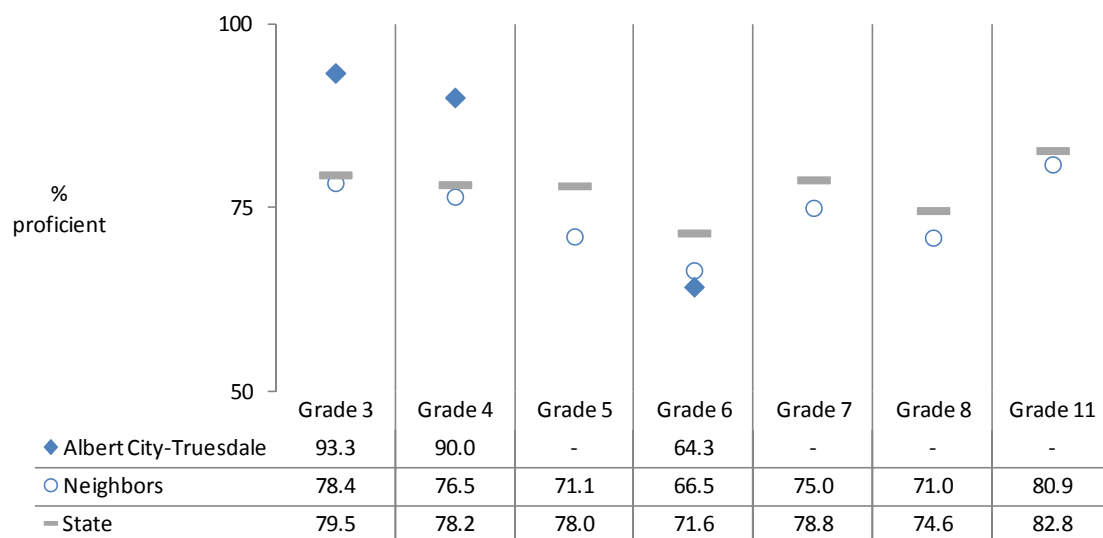 100
%
proficient
75
50
Grade 3 Grade 4 Grade 5 Grade 6 Grade 7 Grade 8 Grade 11
Albert City-Truesdale 93.3 90.0 - 64.3 - - -
Neighbors 78.4 76.5 71.1 66.5 75.0 71.0 80.9
State 79.5 78.2 78.0 71.6 78.8 74.6 82.8